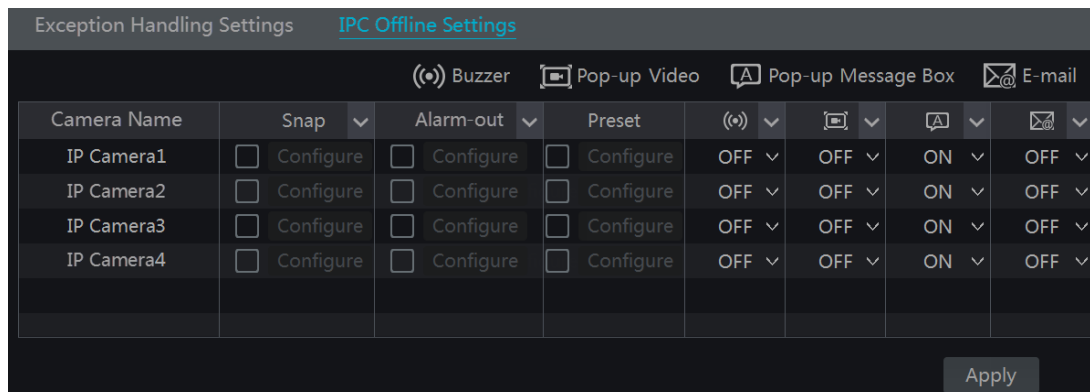 Exception Handling Settings IPC Offline Settings
Buzzer Pop-up Video A Pop-up Message Box E-mail
Camera Name Snap Alarm-out Preset A
IP Camera1 Configure Configure Configure OFF OFF ON OFF
IP Camera2 Configure Configure Configure OFF OFF ON OFF
IP Camera3 Configure Configure Configure OFF OFF ON OFF
IP Camera4 Configure Configure Configure OFF OFF ON OFF
Apply